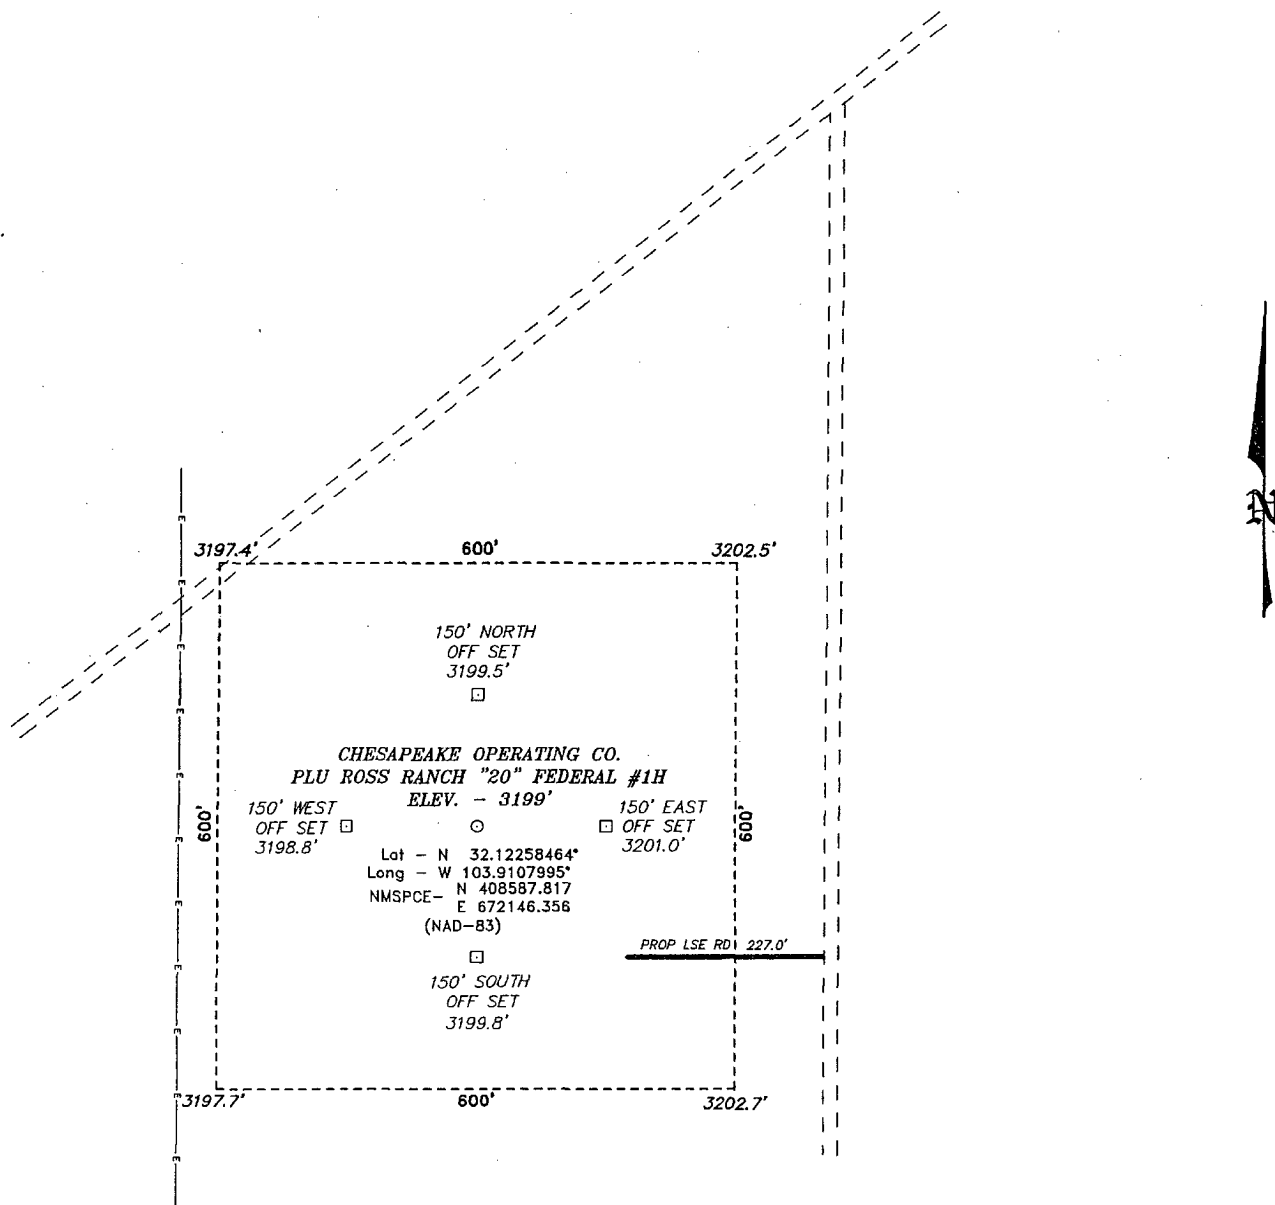 3197.4'
600'
3202.5'
150' NORTH
OFF SET
3199.5'
CHESAPEAKE OPERATING CO.
PLU ROSS RANCH "20" FEDERAL #1H
ELEV. - 3199'
150' WEST
OFF SET
3198.8'
150' EAST
OFF SET
3201.0'
600'
600'
Lat - N 32.12258464°
Long - W 103.9107995°
NMSPCE- N 408587.817
E 672146.356
(NAD-83)
PROP LSE RD 227.0'
150' SOUTH
OFF SET
3199.8'
3197.7'
600'
3202.7'
E
E
E
E
E
E
E
E
E
E
E
N